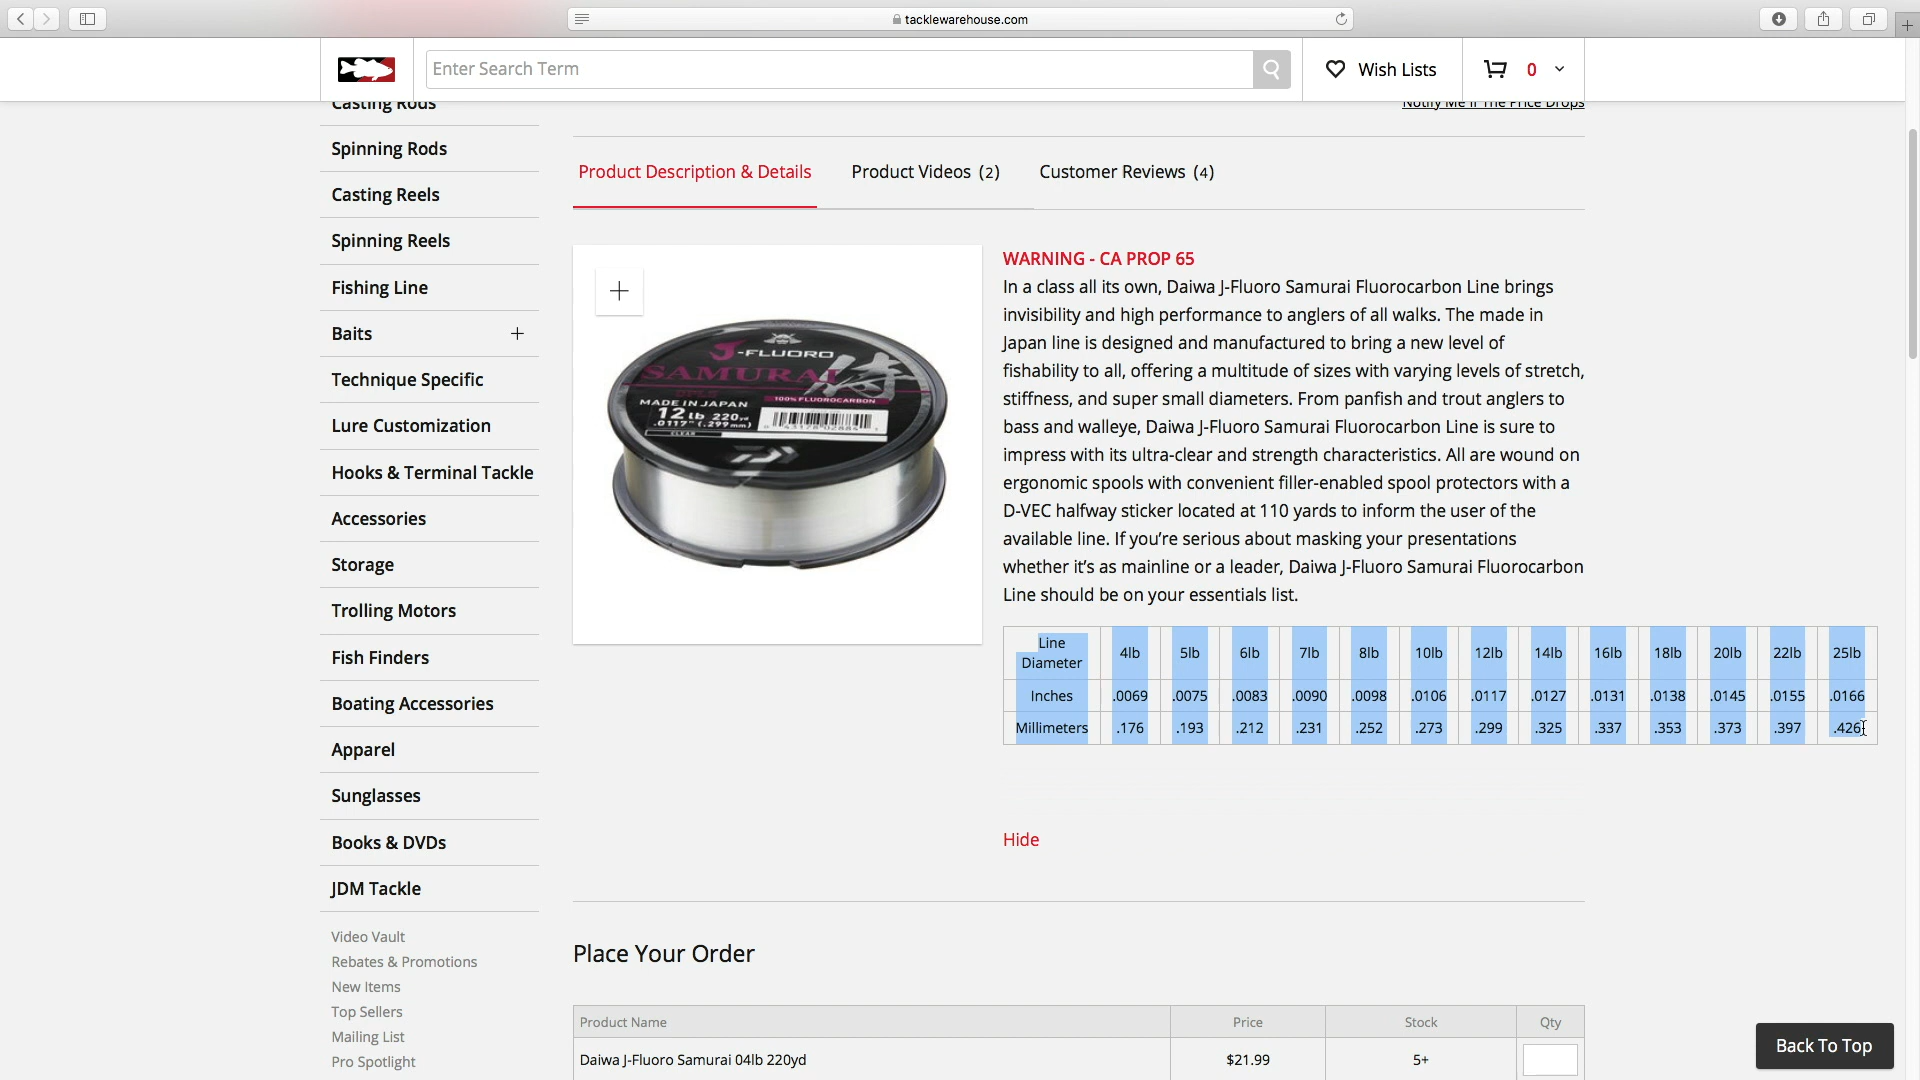 tacklewarehouse.com
Enter Search Term
Wish Lists
0
Casting Rods
Notify Me If The Price Drops
Spinning Rods
Casting Reels
Spinning Reels
Fishing Line
Baits
Technique Specific
Lure Customization
Hooks & Terminal Tackle
Accessories
Storage
Trolling Motors
Fish Finders
Boating Accessories
Apparel
Sunglasses
Books & DVDs
JDM Tackle
Video Vault
Rebates & Promotions
New Items
Top Sellers
Mailing List
Pro Spotlight
Product Description & Details Product Videos (2) Customer Reviews (4)
J-FLUORO
SAMURAI 侍
MADE IN JAPAN 100% FLUOROCARBON
12 lb 220yd
.0117" (.299mm)
CLEAR
WARNING - CA PROP 65
In a class all its own, Daiwa J-Fluoro Samurai Fluorocarbon Line brings
invisibility and high performance to anglers of all walks. The made in
Japan line is designed and manufactured to bring a new level of
fishability to all, offering a multitude of sizes with varying levels of stretch,
stiffness, and super small diameters. From panfish and trout anglers to
bass and walleye, Daiwa J-Fluoro Samurai Fluorocarbon Line is sure to
impress with its ultra-clear and strength characteristics. All are wound on
ergonomic spools with convenient filler-enabled spool protectors with a
D-VEC halfway sticker located at 110 yards to inform the user of the
available line. If you're serious about masking your presentations
whether it's as mainline or a leader, Daiwa J-Fluoro Samurai Fluorocarbon
Line should be on your essentials list.
Line Diameter 4lb 5lb 6lb 7lb 8lb 10lb 12lb 14lb 16lb 18lb 20lb 22lb 25lb
Inches .0069 .0075 .0083 .0090 .0098 .0106 .0117 .0127 .0131 .0138 .0145 .0155 .0166
Millimeters .176 .193 .212 .231 .252 .273 .299 .325 .337 .353 .373 .397 .426
Hide
Place Your Order
Product Name Price Stock Qty
Daiwa J-Fluoro Samurai 04lb 220yd $21.99 5+
Back To Top